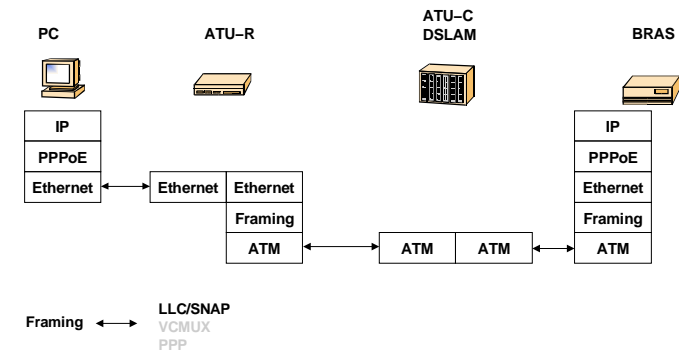 PC
ATU–R
ATU–C
DSLAM
BRAS
IP
PPPoE
Ethernet
Ethernet
Ethernet
Framing
ATM
ATM
ATM
IP
PPPoE
Ethernet
Framing
ATM
Framing
LLC/SNAP
VCMUX
PPP